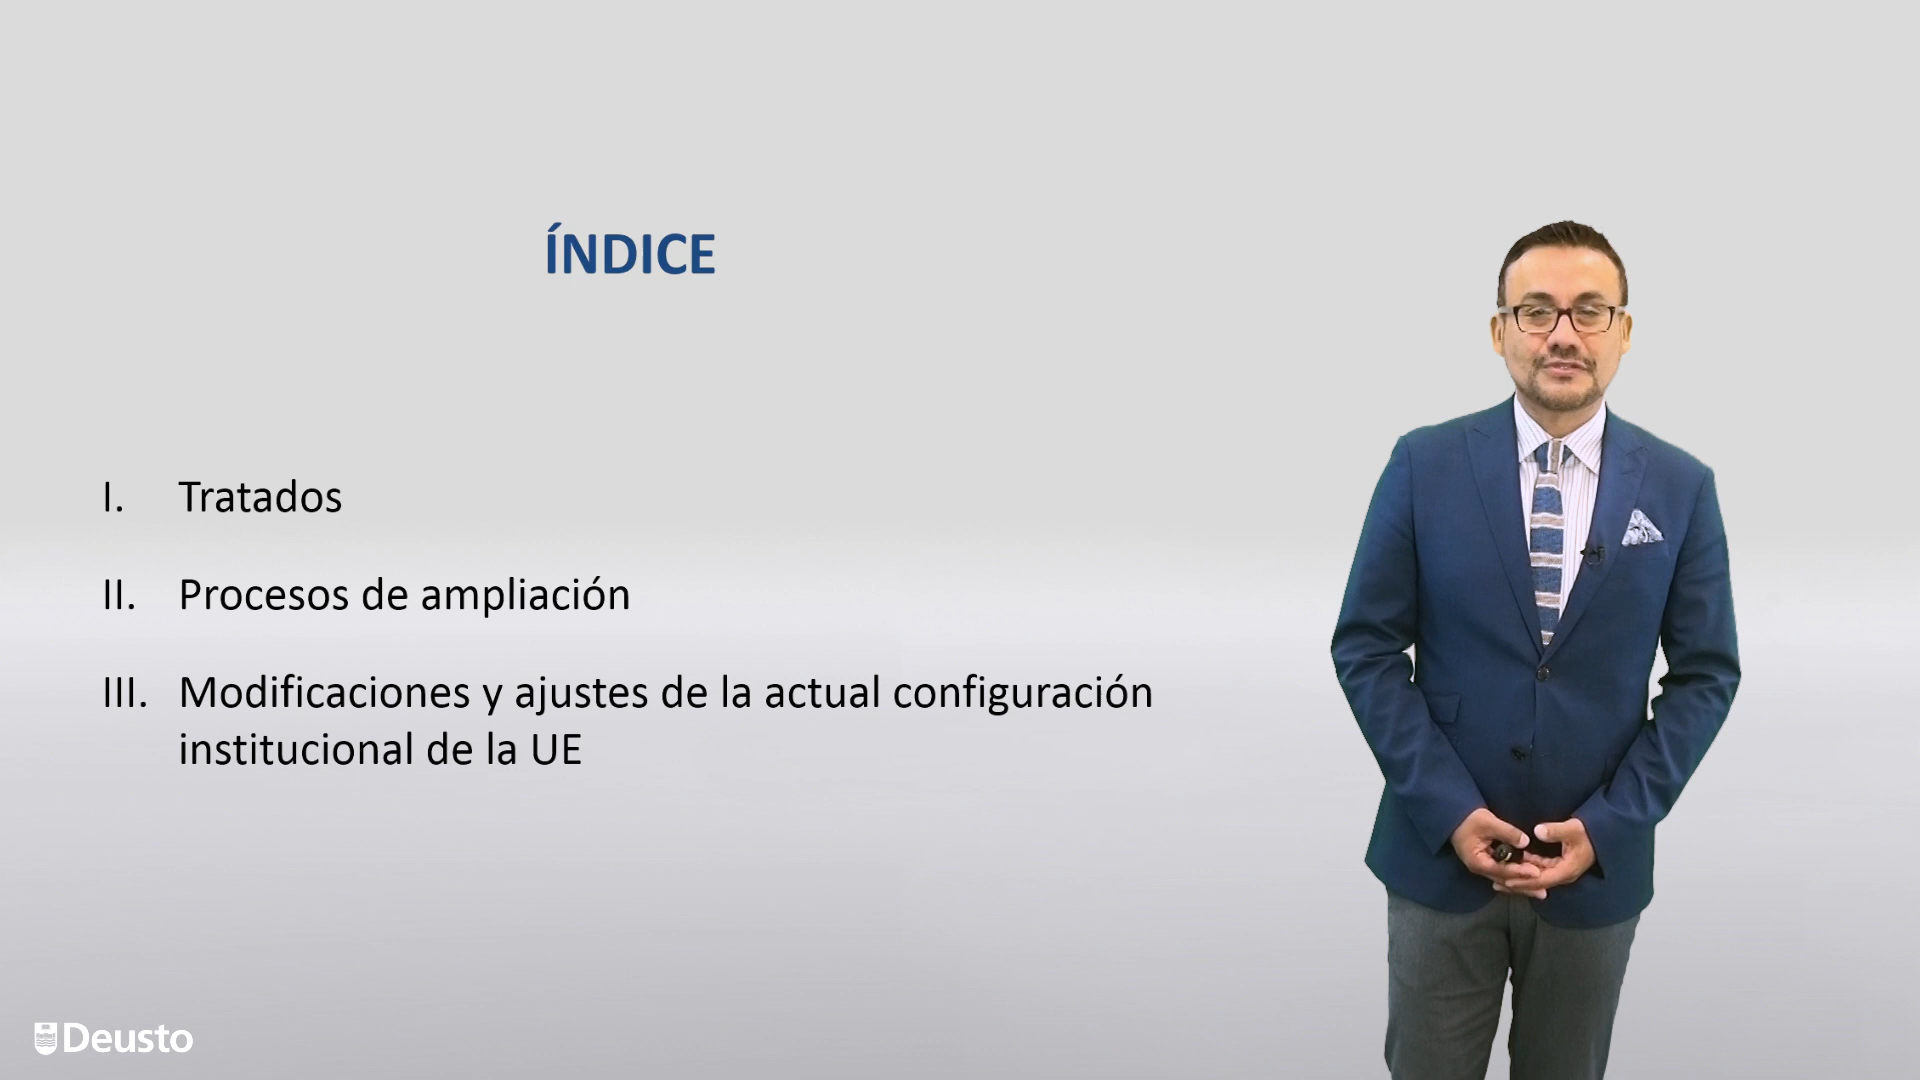 ÍNDICE
I. Tratados
II. Procesos de ampliación
III. Modificaciones y ajustes de la actual configuración
institucional de la UE
Deusto